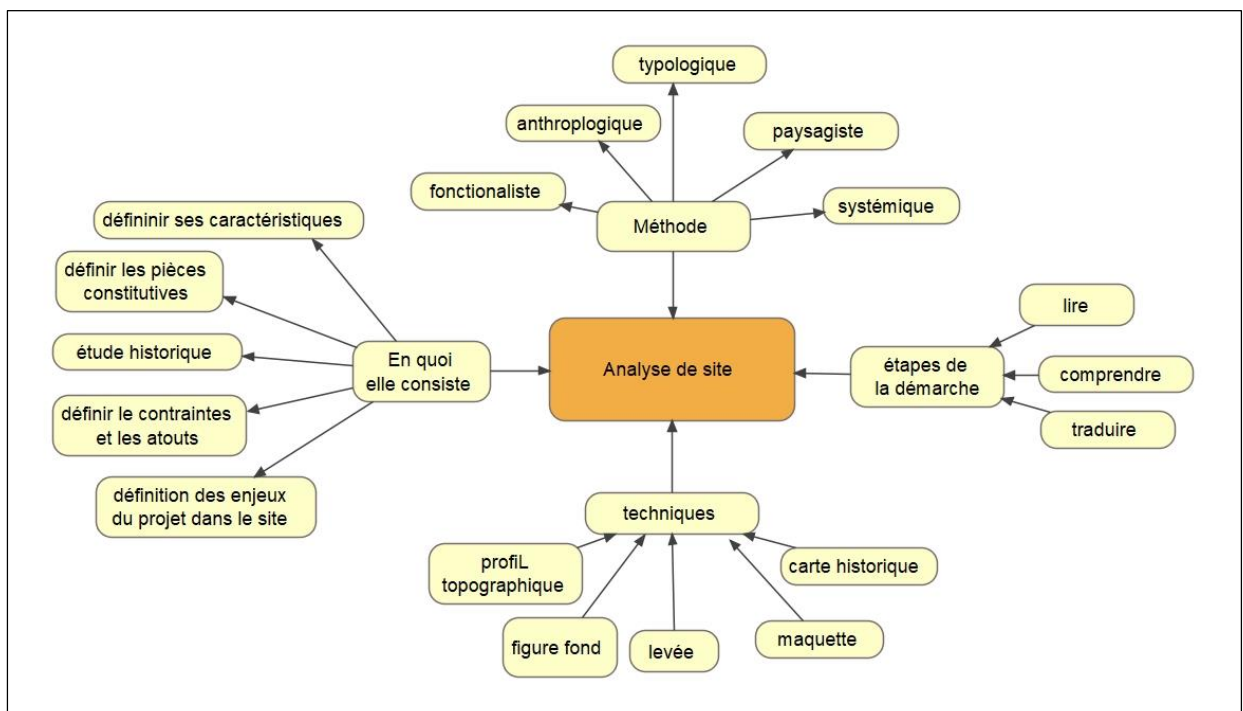 typologique
anthroplogique
paysagiste
fonctionaliste
systémique
Méthode
défininir ses caractéristiques
définir les pièces
constitutives
étude historique
définir le contraintes
et les atouts
définition des enjeux
du projet dans le site
En quoi
elle consiste
Analyse de site
étapes de
la démarche
lire
comprendre
traduire
techniques
profiL
topographique
figure fond
levée
maquette
carte historique